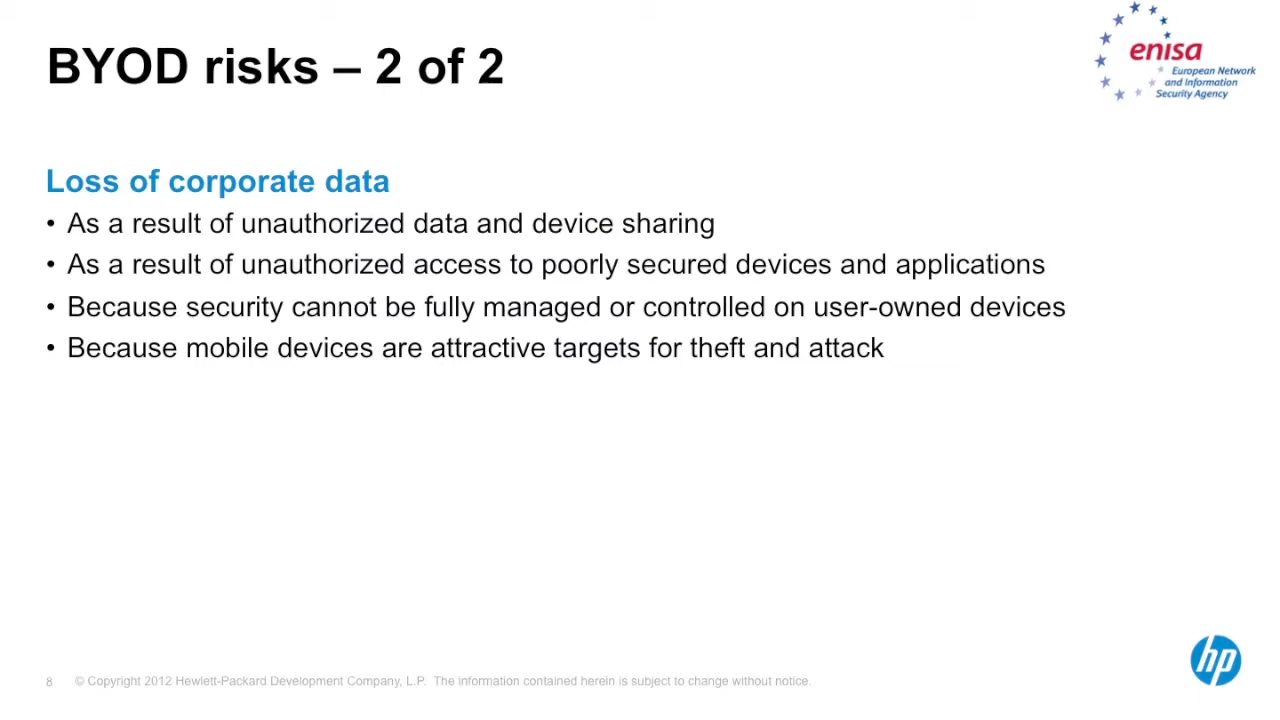 BYOD risks – 2 of 2
enisa
European Network
and Information
Security Agency
Loss of corporate data
• As a result of unauthorized data and device sharing
• As a result of unauthorized access to poorly secured devices and applications
• Because security cannot be fully managed or controlled on user-owned devices
• Because mobile devices are attractive targets for theft and attack
hp
8 © Copyright 2012 Hewlett-Packard Development Company, L.P. The information contained herein is subject to change without notice.